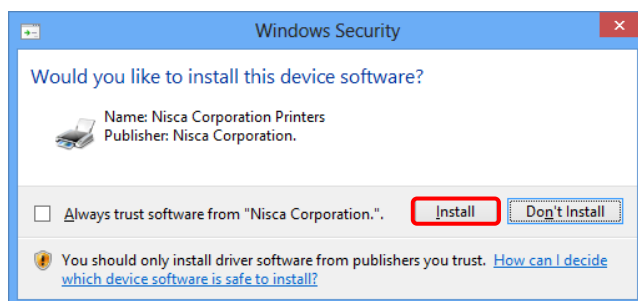 Windows Security
Would you like to install this device software?
Name: Nisca Corporation Printers
Publisher: Nisca Corporation.
Always trust software from "Nisca Corporation.". Install Don't Install
You should only install driver software from publishers you trust. How can I decide
which device software is safe to install?